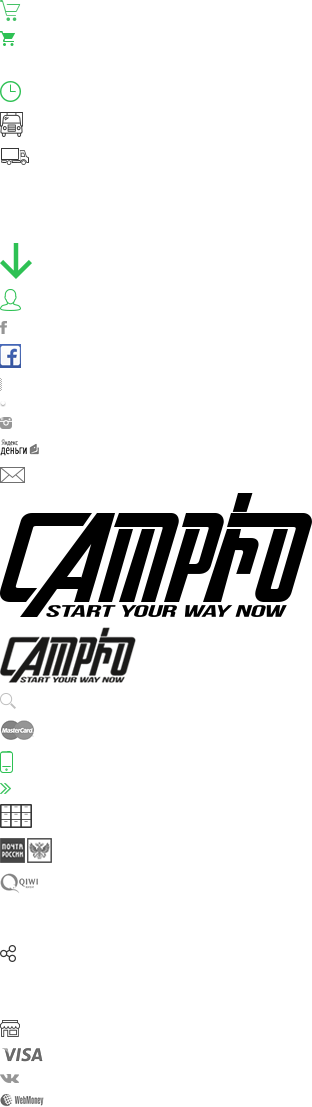 f
f
Яндекс
деньги
CAMPRO
START YOUR WAY NOW
CAMPRO
START YOUR WAY NOW
MasterCard
ПОЧТА
РОССИИ
QIWI
VISA
WebMoney